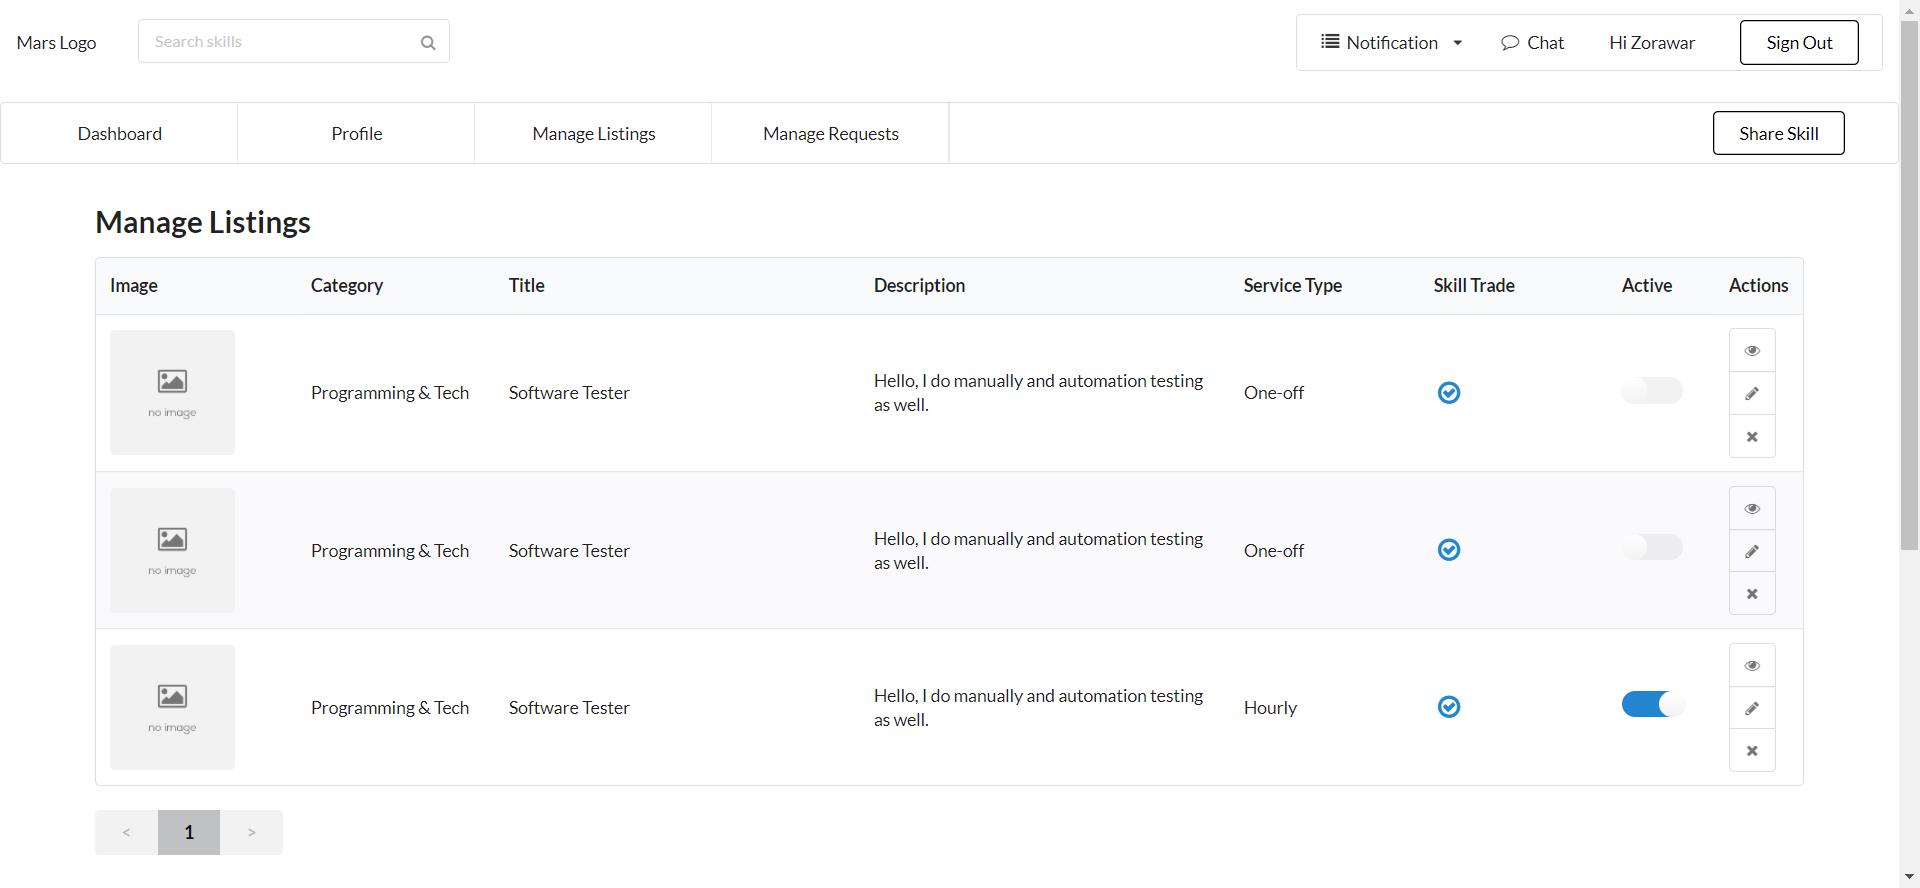 Mars Logo
Search skills
Notification
Chat
Hi Zorawar
Sign Out
Dashboard
Profile
Manage Listings
Manage Requests
Share Skill
Manage Listings
Image
Category
Title
Description
Service Type
Skill Trade
Active
Actions
no image
Programming & Tech
Software Tester
Hello, I do manually and automation testing
as well.
One-off
no image
Programming & Tech
Software Tester
Hello, I do manually and automation testing
as well.
One-off
no image
Programming & Tech
Software Tester
Hello, I do manually and automation testing
as well.
Hourly
< 1 >